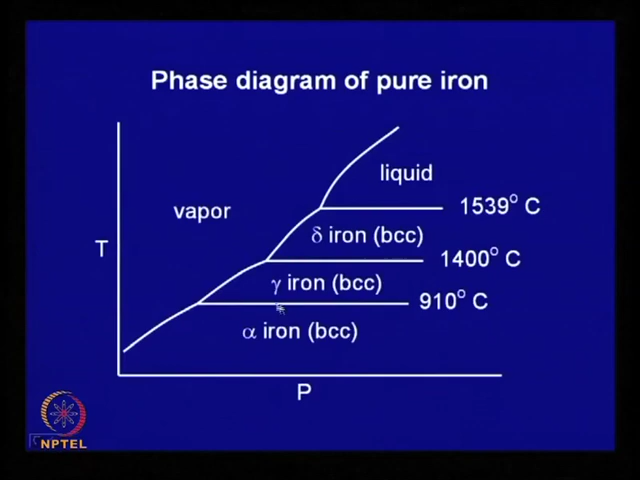 Phase diagram of pure iron
liquid
vapor
1539° C
T
δ iron (bcc)
1400° C
γ iron (bcc)
910° C
α iron (bcc)
P
NPTEL